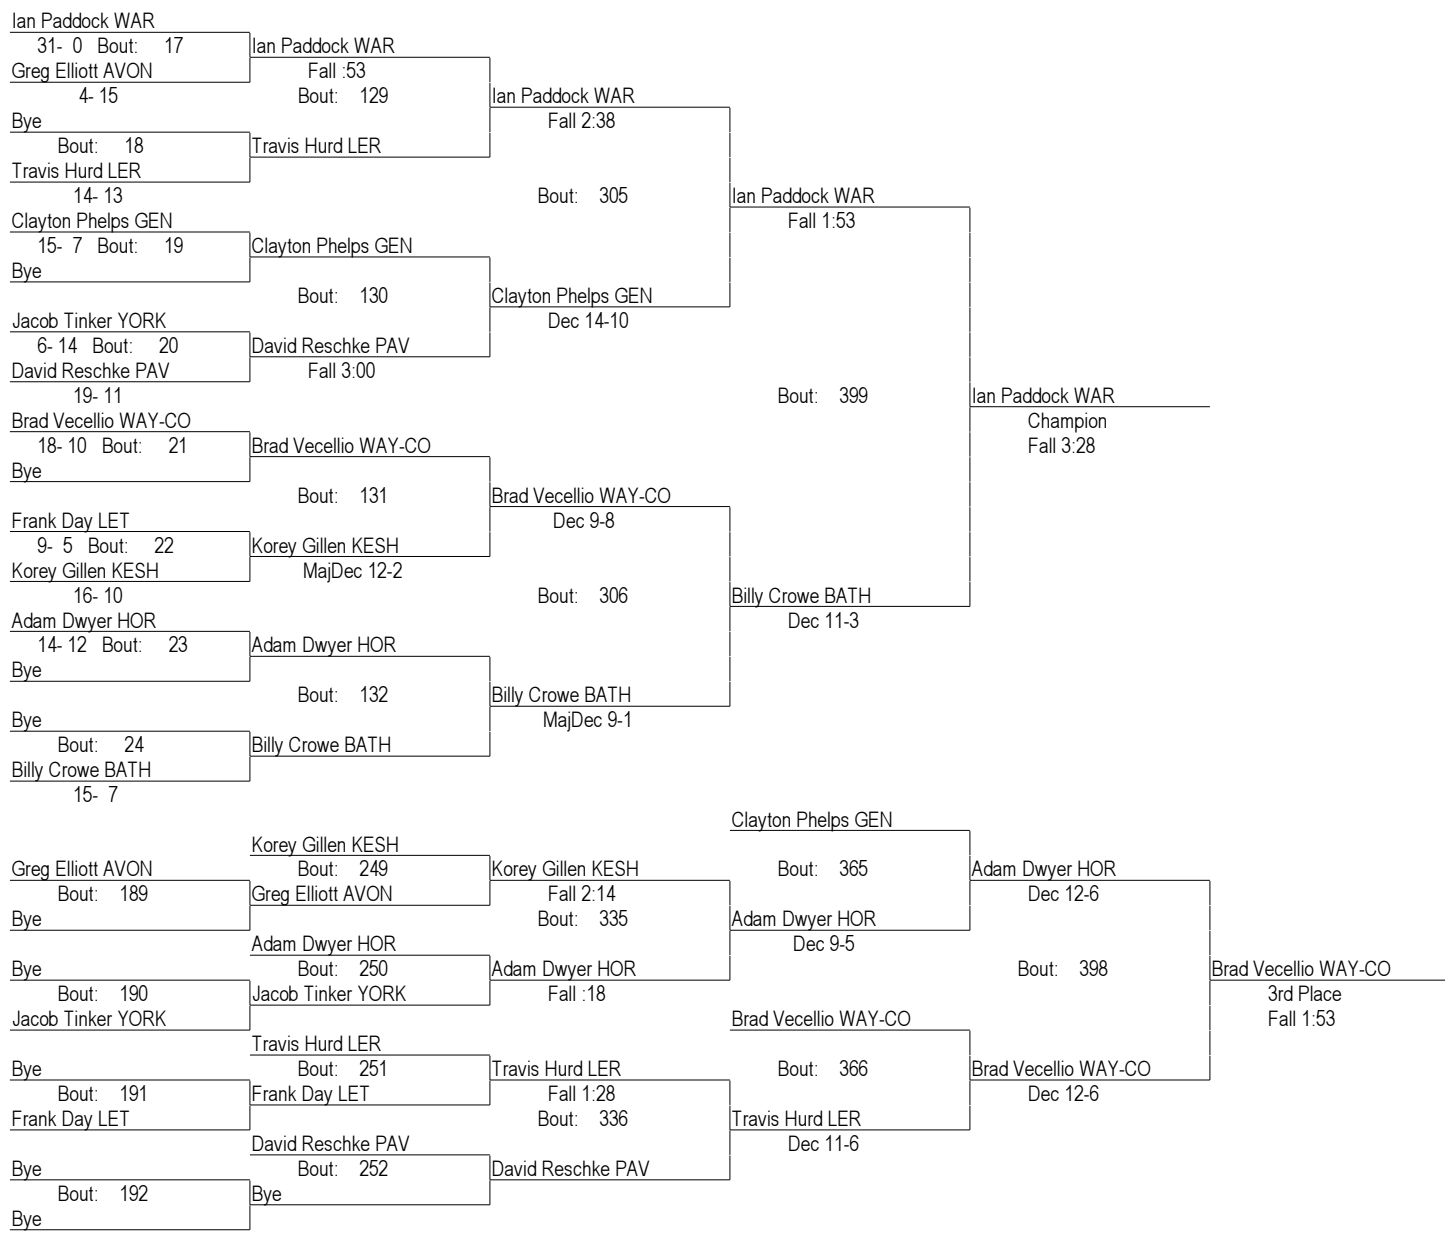 Ian Paddock WAR
31- 0 Bout: 17 Ian Paddock WAR
Greg Elliott AVON Fall :53
4- 15 Bout: 129 Ian Paddock WAR
Bye Fall 2:38
Bout: 18 Travis Hurd LER
Travis Hurd LER
14- 13 Bout: 305 Ian Paddock WAR
Clayton Phelps GEN Fall 1:53
15- 7 Bout: 19 Clayton Phelps GEN
Bye
Bout: 130 Clayton Phelps GEN
Jacob Tinker YORK Dec 14-10
6- 14 Bout: 20 David Reschke PAV
David Reschke PAV Fall 3:00
19- 11 Bout: 399 Ian Paddock WAR
Brad Vecellio WAY-CO Champion
18- 10 Bout: 21 Brad Vecellio WAY-CO Fall 3:28
Bye
Bout: 131 Brad Vecellio WAY-CO
Frank Day LET Dec 9-8
9- 5 Bout: 22 Korey Gillen KESH
Korey Gillen KESH MajDec 12-2
16- 10 Bout: 306 Billy Crowe BATH
Adam Dwyer HOR Dec 11-3
14- 12 Bout: 23 Adam Dwyer HOR
Bye
Bout: 132 Billy Crowe BATH
Bye MajDec 9-1
Bout: 24 Billy Crowe BATH
Billy Crowe BATH
15- 7
Clayton Phelps GEN
Korey Gillen KESH
Greg Elliott AVON Bout: 249 Korey Gillen KESH Bout: 365 Adam Dwyer HOR
Bout: 189 Greg Elliott AVON Fall 2:14 Dec 12-6
Bye Bout: 335 Adam Dwyer HOR
Adam Dwyer HOR Dec 9-5
Bye Bout: 250 Adam Dwyer HOR Bout: 398 Brad Vecellio WAY-CO
Bout: 190 Jacob Tinker YORK Fall :18 3rd Place
Jacob Tinker YORK Brad Vecellio WAY-CO Fall 1:53
Travis Hurd LER
Bye Bout: 251 Travis Hurd LER Bout: 366 Brad Vecellio WAY-CO
Bout: 191 Frank Day LET Fall 1:28 Dec 12-6
Frank Day LET Bout: 336 Travis Hurd LER
David Reschke PAV Dec 11-6
Bye Bout: 252 David Reschke PAV
Bout: 192 Bye
Bye